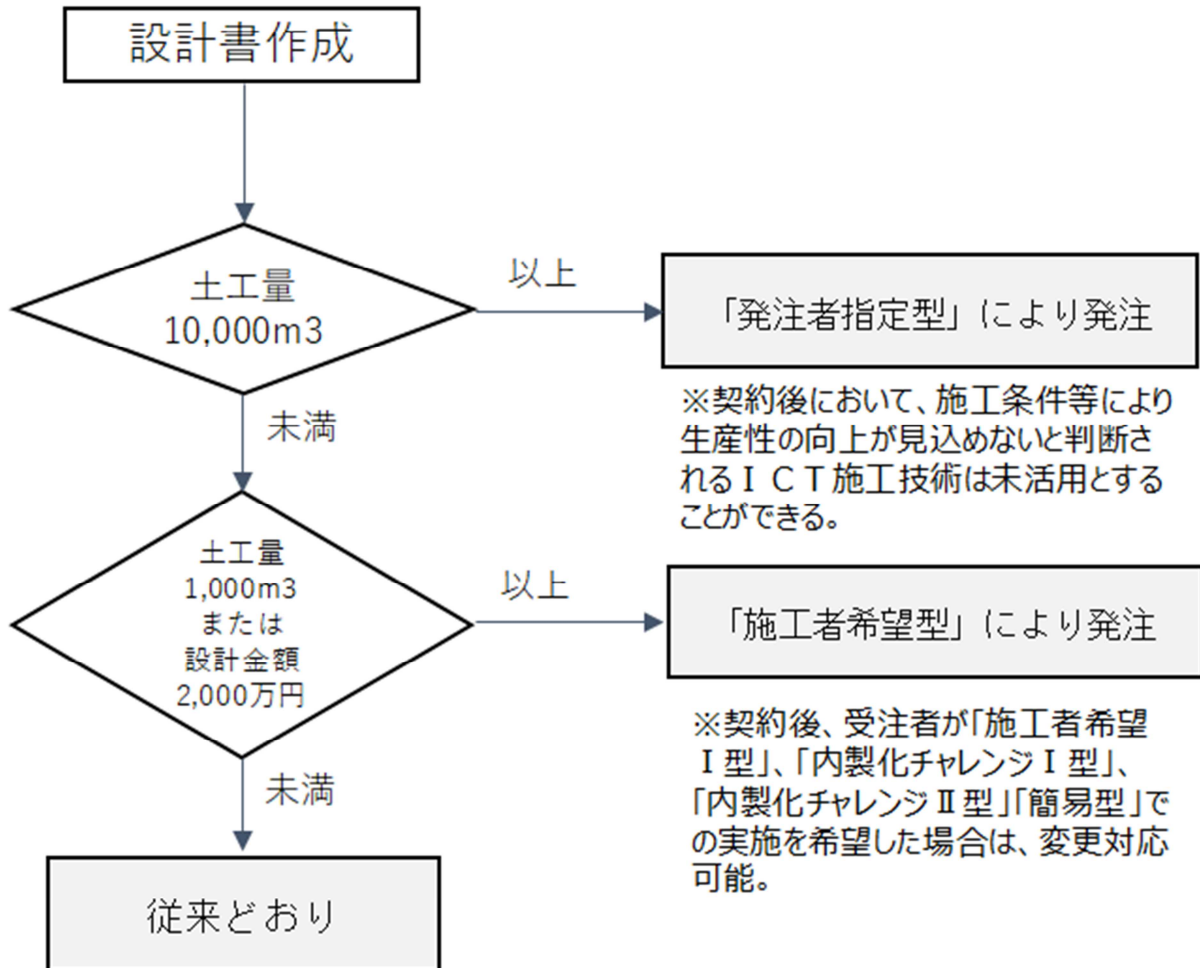 設計書作成
土工量
10,000m3
以上
「発注者指定型」により発注
※契約後において、施工条件等により
生産性の向上が見込めないと判断さ
れるＩＣＴ施工技術は未活用とする
ことができる。
未満
土工量
1,000m3
または
設計金額
2,000万円
以上
「施工者希望型」により発注
※契約後、受注者が「施工者希望
Ⅰ型」、「内製化チャレンジⅠ型」、
「内製化チャレンジⅡ型」「簡易型」で
の実施を希望した場合は、変更対応
可能。
未満
従来どおり